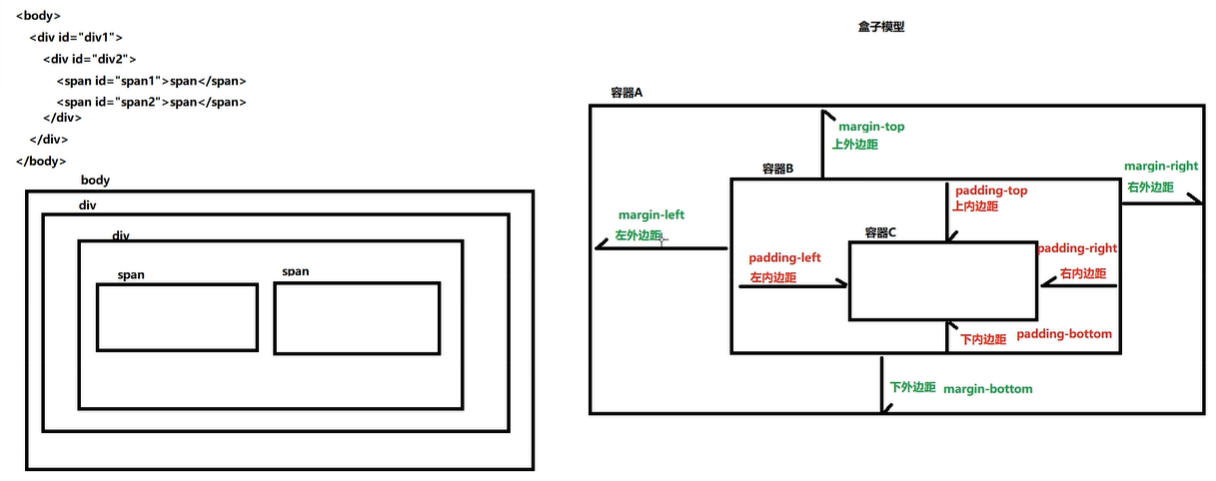 <body>
<div id="div1">
<div id="div2">
<span id="span1">span</span>
<span id="span2">span</span>
</div>
</div>
</body>
body
div
div
span
span
盒子模型
容器A
margin-top
上外边距
容器B
margin-right
右外边距
padding-top
上内边距
margin-left
左外边距
容器C
padding-left
左内边距
padding-right
右内边距
下内边距
padding-bottom
下外边距
margin-bottom